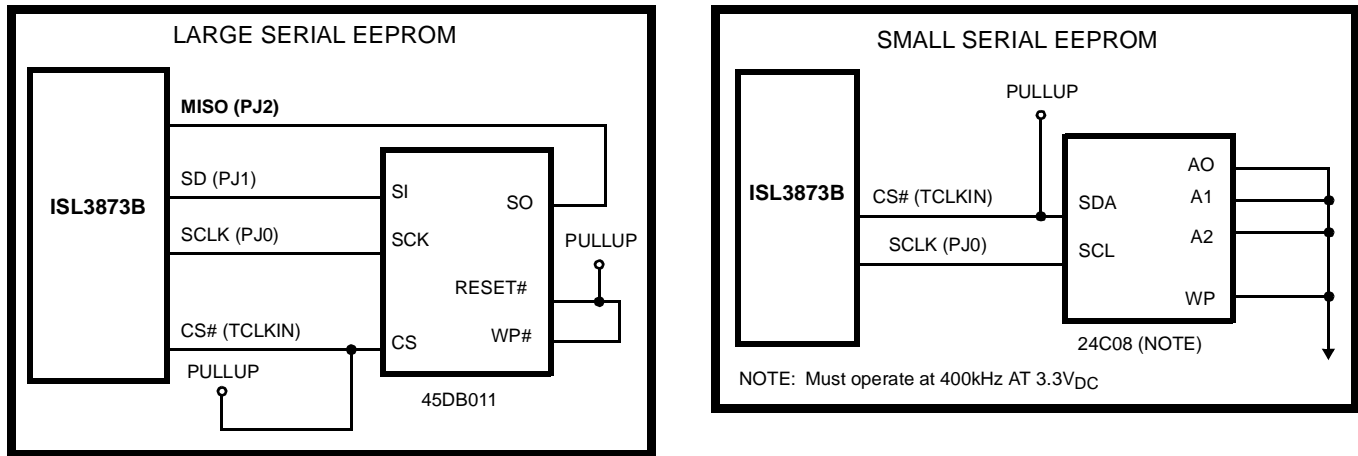 LARGE SERIAL EEPROM
ISL3873B
MISO (PJ2)
SD (PJ1)
SCLK (PJ0)
CS# (TCLKIN)
PULLUP
SI
SCK
CS
SO
RESET#
WP#
PULLUP
45DB011
SMALL SERIAL EEPROM
ISL3873B
PULLUP
CS# (TCLKIN)
SCLK (PJ0)
SDA
SCL
AO
A1
A2
WP
24C08 (NOTE)
NOTE: Must operate at 400kHz AT 3.3VDC